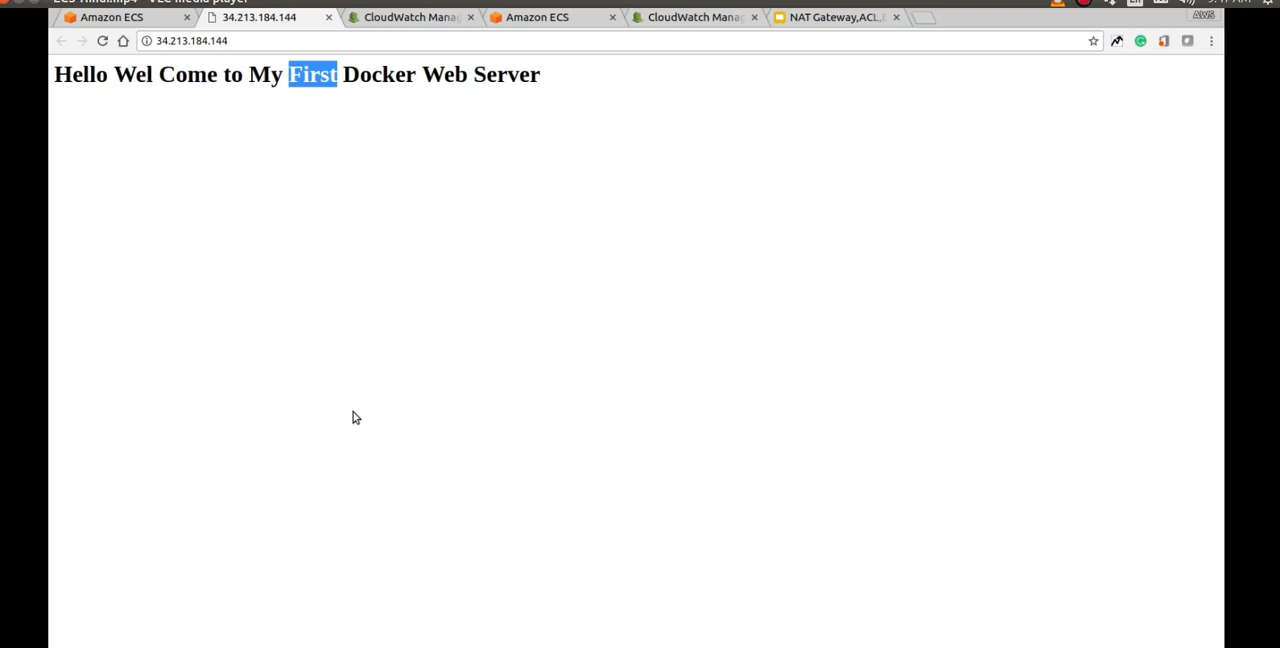 Amazon ECS
34.213.184.144
CloudWatch Manag
Amazon ECS
CloudWatch Manag
NAT Gateway,ACL,
AWS
34.213.184.144
Hello Wel Come to My First Docker Web Server